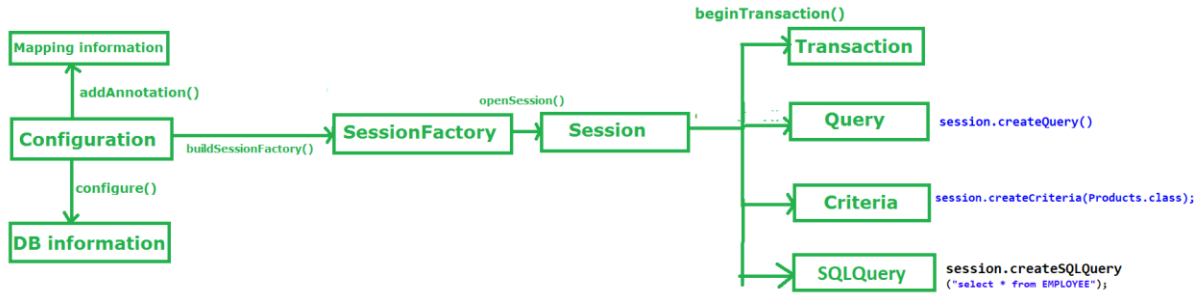 beginTransaction()
Mapping information
Transaction
addAnnotation()
openSession()
Configuration
SessionFactory
Session
Query
session.createQuery()
buildSessionFactory()
configure()
Criteria
session.createCriteria(Products.class);
DB information
SQLQuery
session.createSQLQuery
("select * from EMPLOYEE");